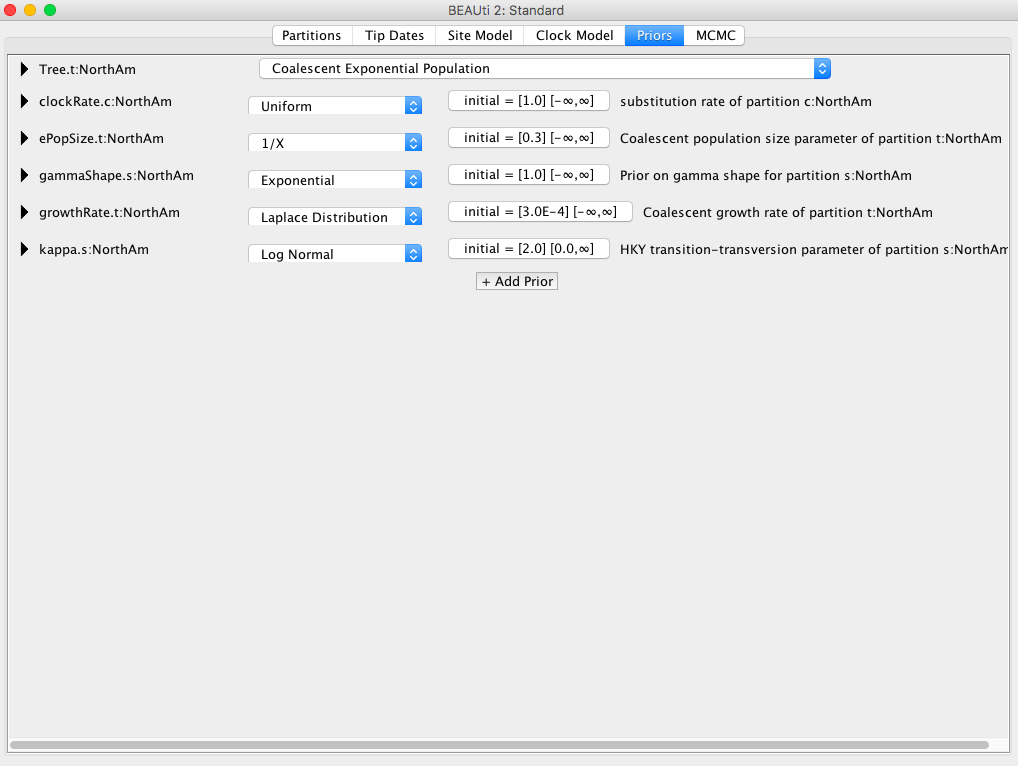 BEAUti 2: Standard
Partitions Tip Dates Site Model Clock Model Priors MCMC
Tree.t:NorthAm Coalescent Exponential Population
clockRate.c:NorthAm Uniform initial = [1.0] [-∞,∞] substitution rate of partition c:NorthAm
ePopSize.t:NorthAm 1/X initial = [0.3] [-∞,∞] Coalescent population size parameter of partition t:NorthAm
gammaShape.s:NorthAm Exponential initial = [1.0] [-∞,∞] Prior on gamma shape for partition s:NorthAm
growthRate.t:NorthAm Laplace Distribution initial = [3.0E-4] [-∞,∞] Coalescent growth rate of partition t:NorthAm
kappa.s:NorthAm Log Normal initial = [2.0] [0.0,∞] HKY transition-transversion parameter of partition s:NorthAm
+ Add Prior